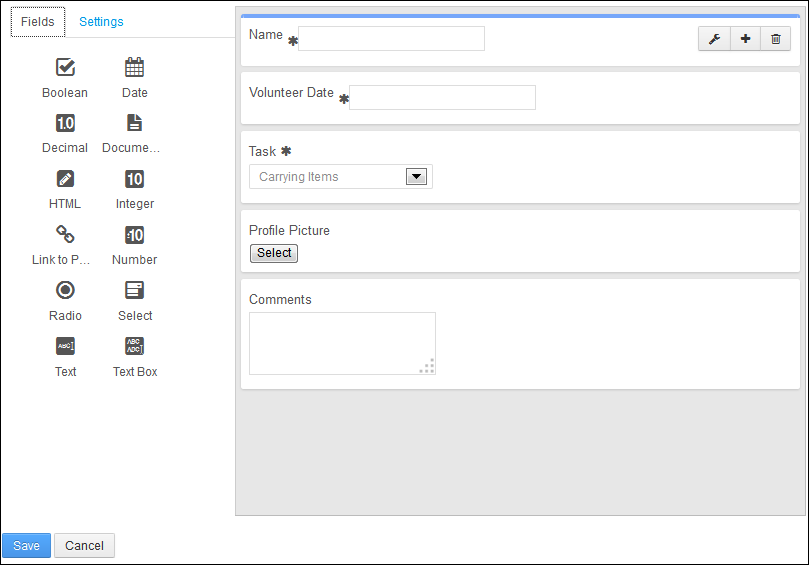 Fields Settings
Boolean Date
1.0
Decimal Docume...
10
HTML Integer
10
Link to P... Number
Radio Select
ABC ABC
ADC
Text Text Box
Name ✱
Volunteer Date ✱
Task ✱
Carrying Items
Profile Picture
Select
Comments
Save Cancel